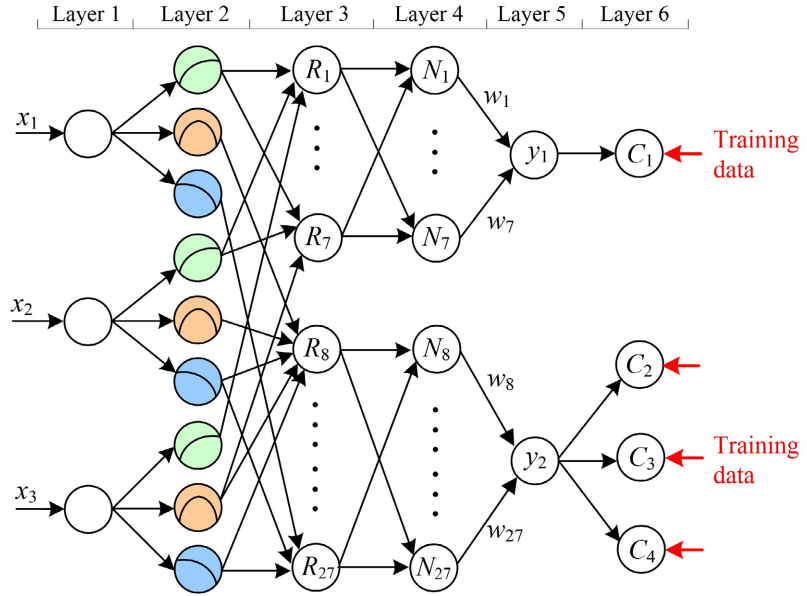 Layer 1 Layer 2 Layer 3 Layer 4 Layer 5 Layer 6
x₁
R₁
N₁
w₁
y₁
C₁
Training
data
R₇
N₇
w₇
x₂
R₈
N₈
w₈
C₂
y₂
C₃
Training
data
x₃
w₂₇
C₄
R₂₇
N₂₇